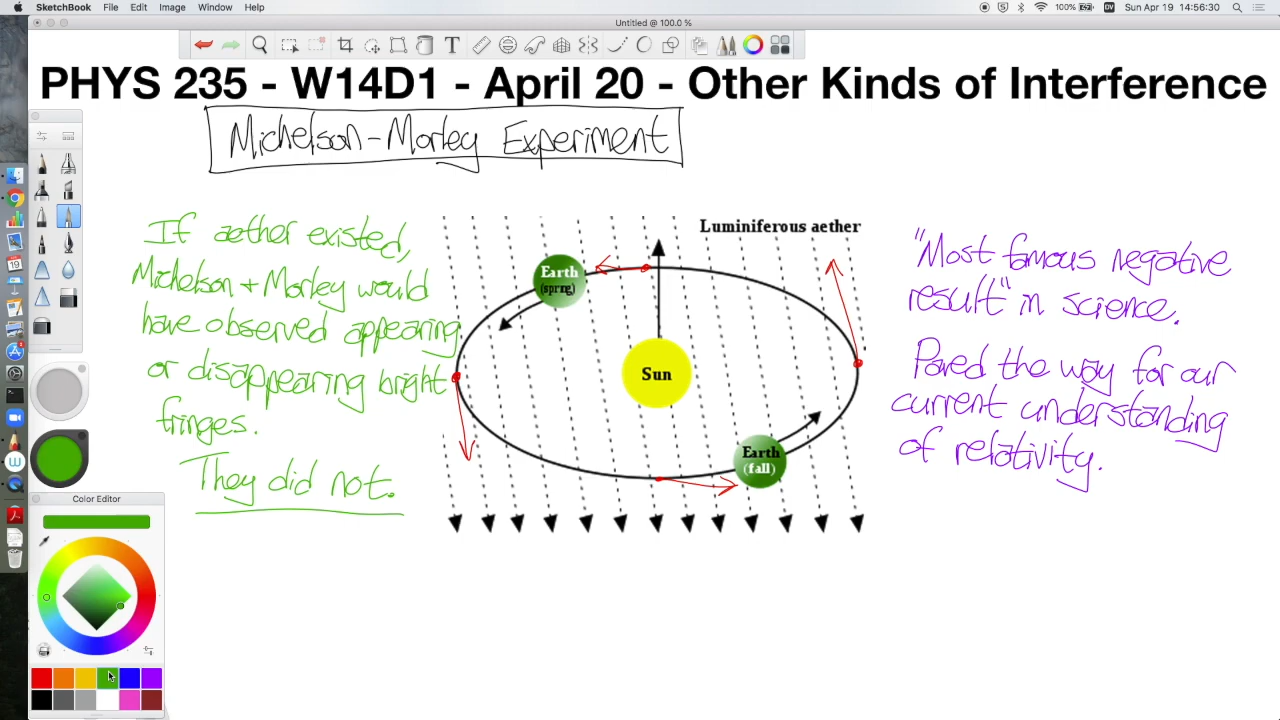 SketchBook File Edit Image Window Help
100% Sun Apr 19 14:56:30
Untitled @ 100.0 %
PHYS 235 - W14D1 - April 20 - Other Kinds of Interference
Michelson-Morley Experiment
If aether existed,
Michelson + Morley would
have observed appearing
or disappearing bright
fringes.
They did not.
Luminiferous aether
Earth
(spring)
Sun
Earth
(fall)
"Most famous negative
result" in science.
Paved the way for our
current understanding
of relativity.
Color Editor